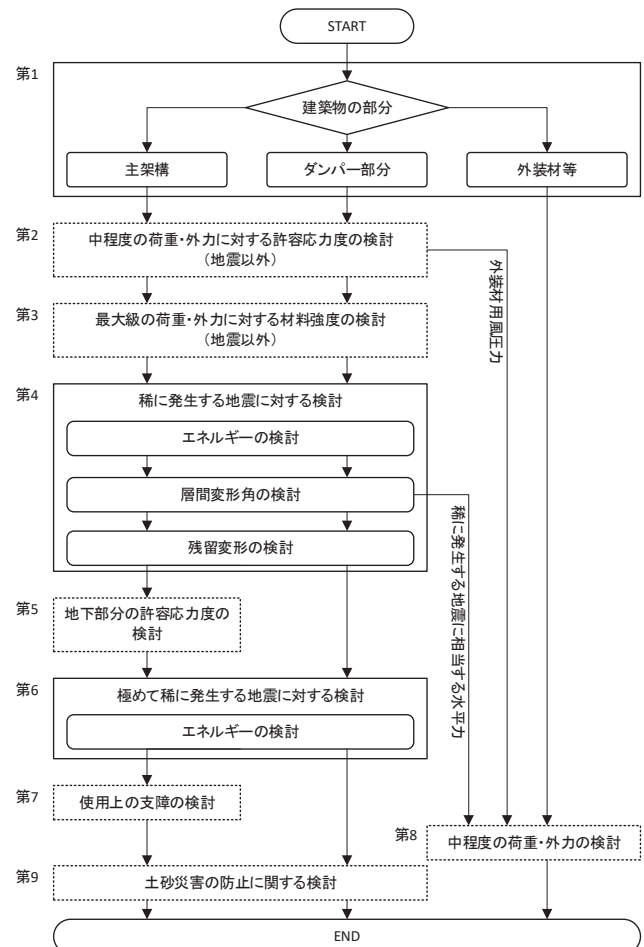 START
第1
建築物の部分
主架構
ダンパー部分
外装材等
第2
中程度の荷重・外力に対する許容応力度の検討
(地震以外)
外装材用風圧力
第3
最大級の荷重・外力に対する材料強度の検討
(地震以外)
第4
稀に発生する地震に対する検討
エネルギーの検討
層間変形角の検討
残留変形の検討
稀に発生する地震に相当する水平力
第5
地下部分の許容応力度の
検討
第6
極めて稀に発生する地震に対する検討
エネルギーの検討
第7
使用上の支障の検討
第8
中程度の荷重・外力の検討
第9
土砂災害の防止に関する検討
END